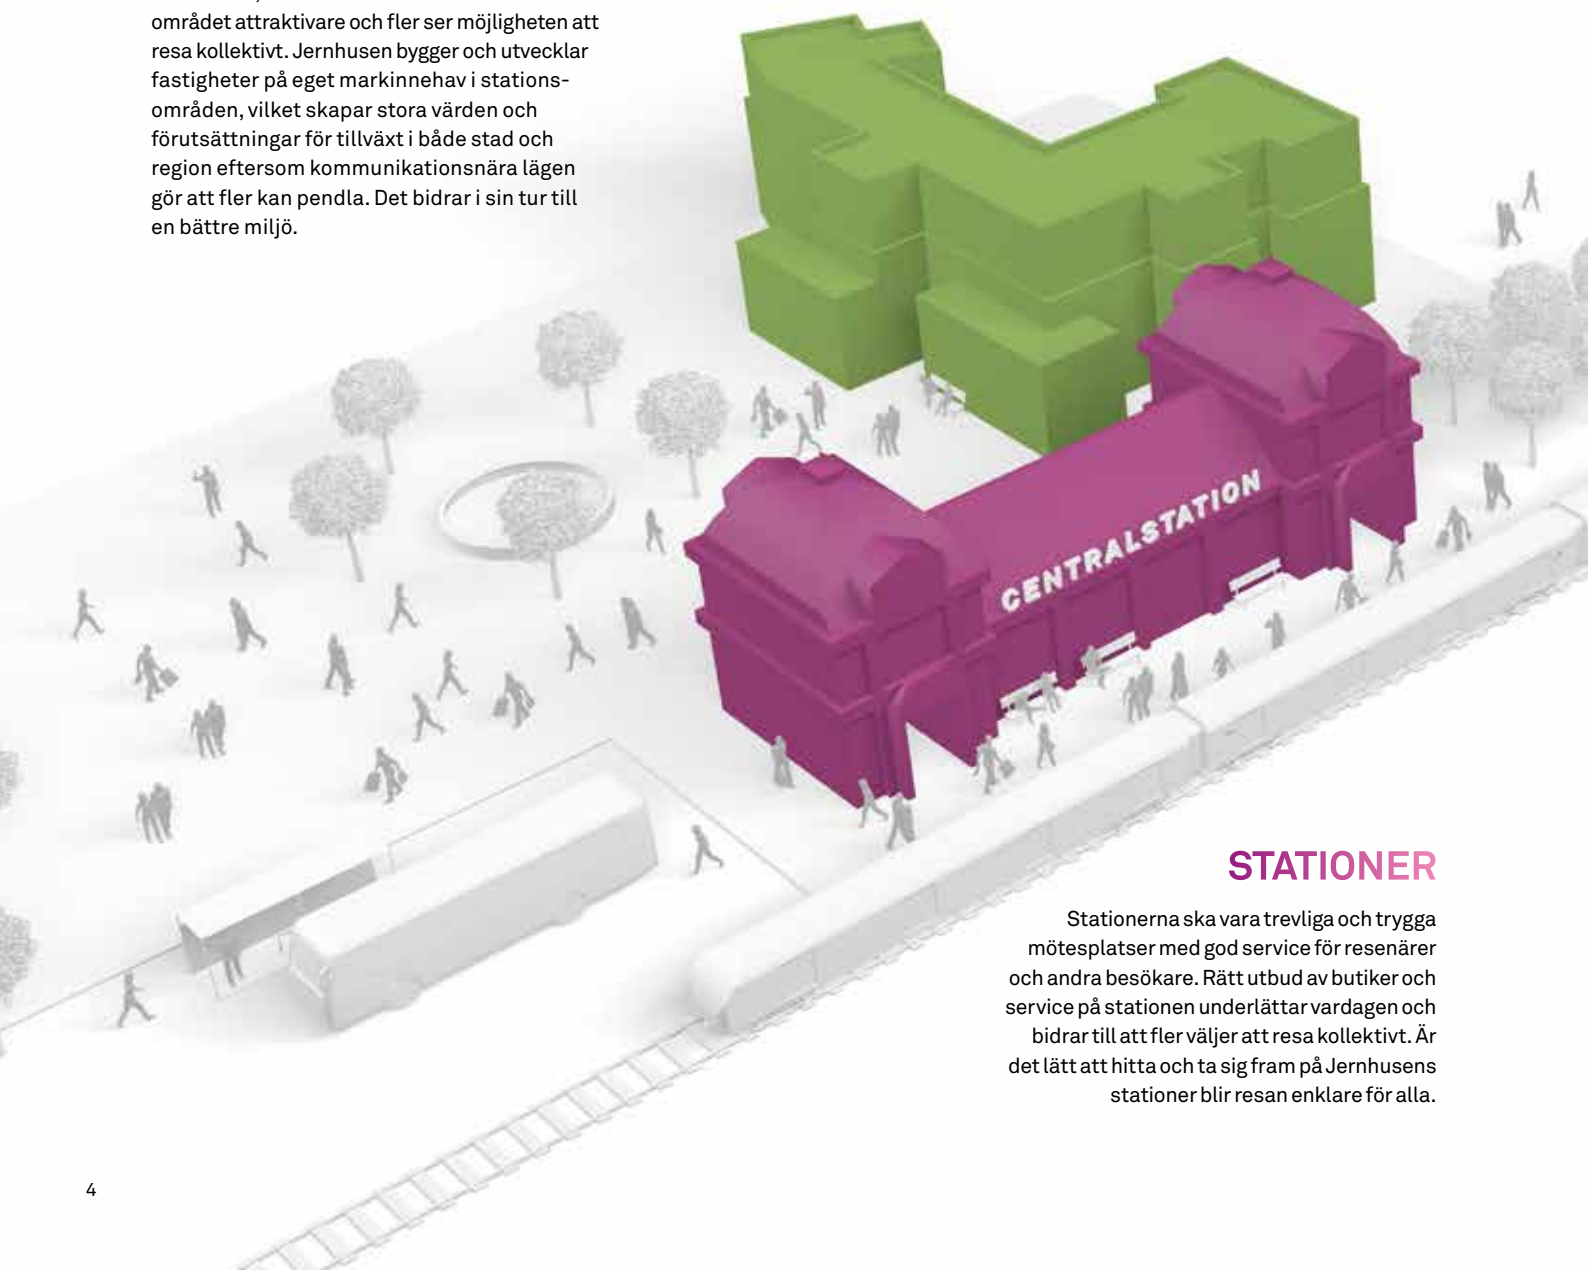 området attraktivare och fler ser möjligheten att
resa kollektivt. Jernhusen bygger och utvecklar
fastigheter på eget markinnehav i stations-
områden, vilket skapar stora värden och
förutsättningar för tillväxt i både stad och
region eftersom kommunikationsnära lägen
gör att fler kan pendla. Det bidrar i sin tur till
en bättre miljö.
CENTRALSTATION
STATIONER
Stationerna ska vara trevliga och trygga
mötesplatser med god service för resenärer
och andra besökare. Rätt utbud av butiker och
service på stationen underlättar vardagen och
bidrar till att fler väljer att resa kollektivt. Är
det lätt att hitta och ta sig fram på Jernhusens
stationer blir resan enklare för alla.
4